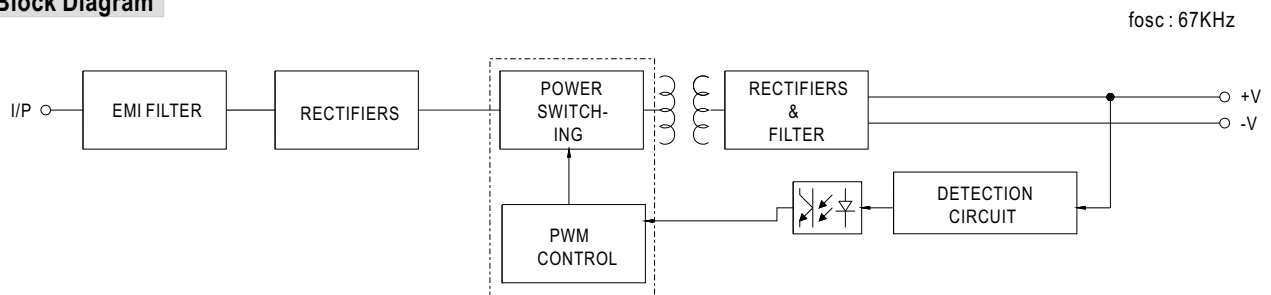 Block Diagram
fosc : 67KHz
I/P
EMI FILTER
RECTIFIERS
POWER
SWITCH-
ING
RECTIFIERS
&
FILTER
+V
-V
DETECTION
CIRCUIT
PWM
CONTROL